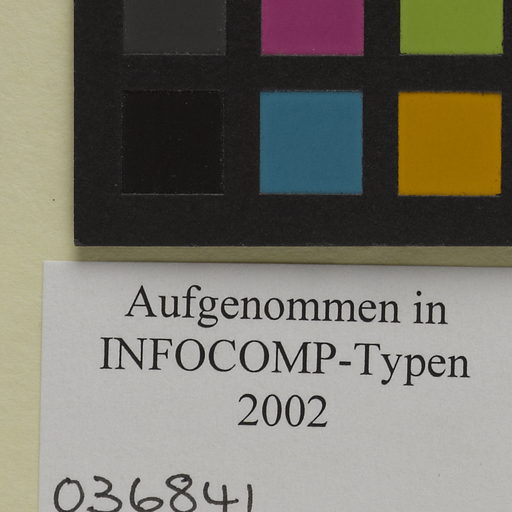 Aufgenommen in
INFOCOMP-Typen
2002
036841